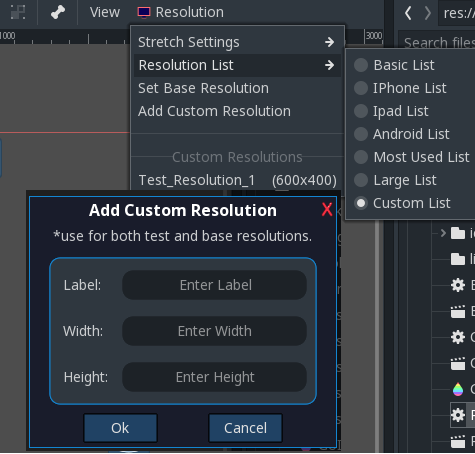 View Resolution
res://
1000
3000
Search files
Stretch Settings
Resolution List
Set Base Resolution
Add Custom Resolution
Custom Resolutions
Test_Resolution_1 (600x400)
Basic List
IPhone List
Ipad List
Android List
Most Used List
Large List
Custom List
Add Custom Resolution X
*use for both test and base resolutions.
Label: Enter Label
Width: Enter Width
Height: Enter Height
Ok Cancel